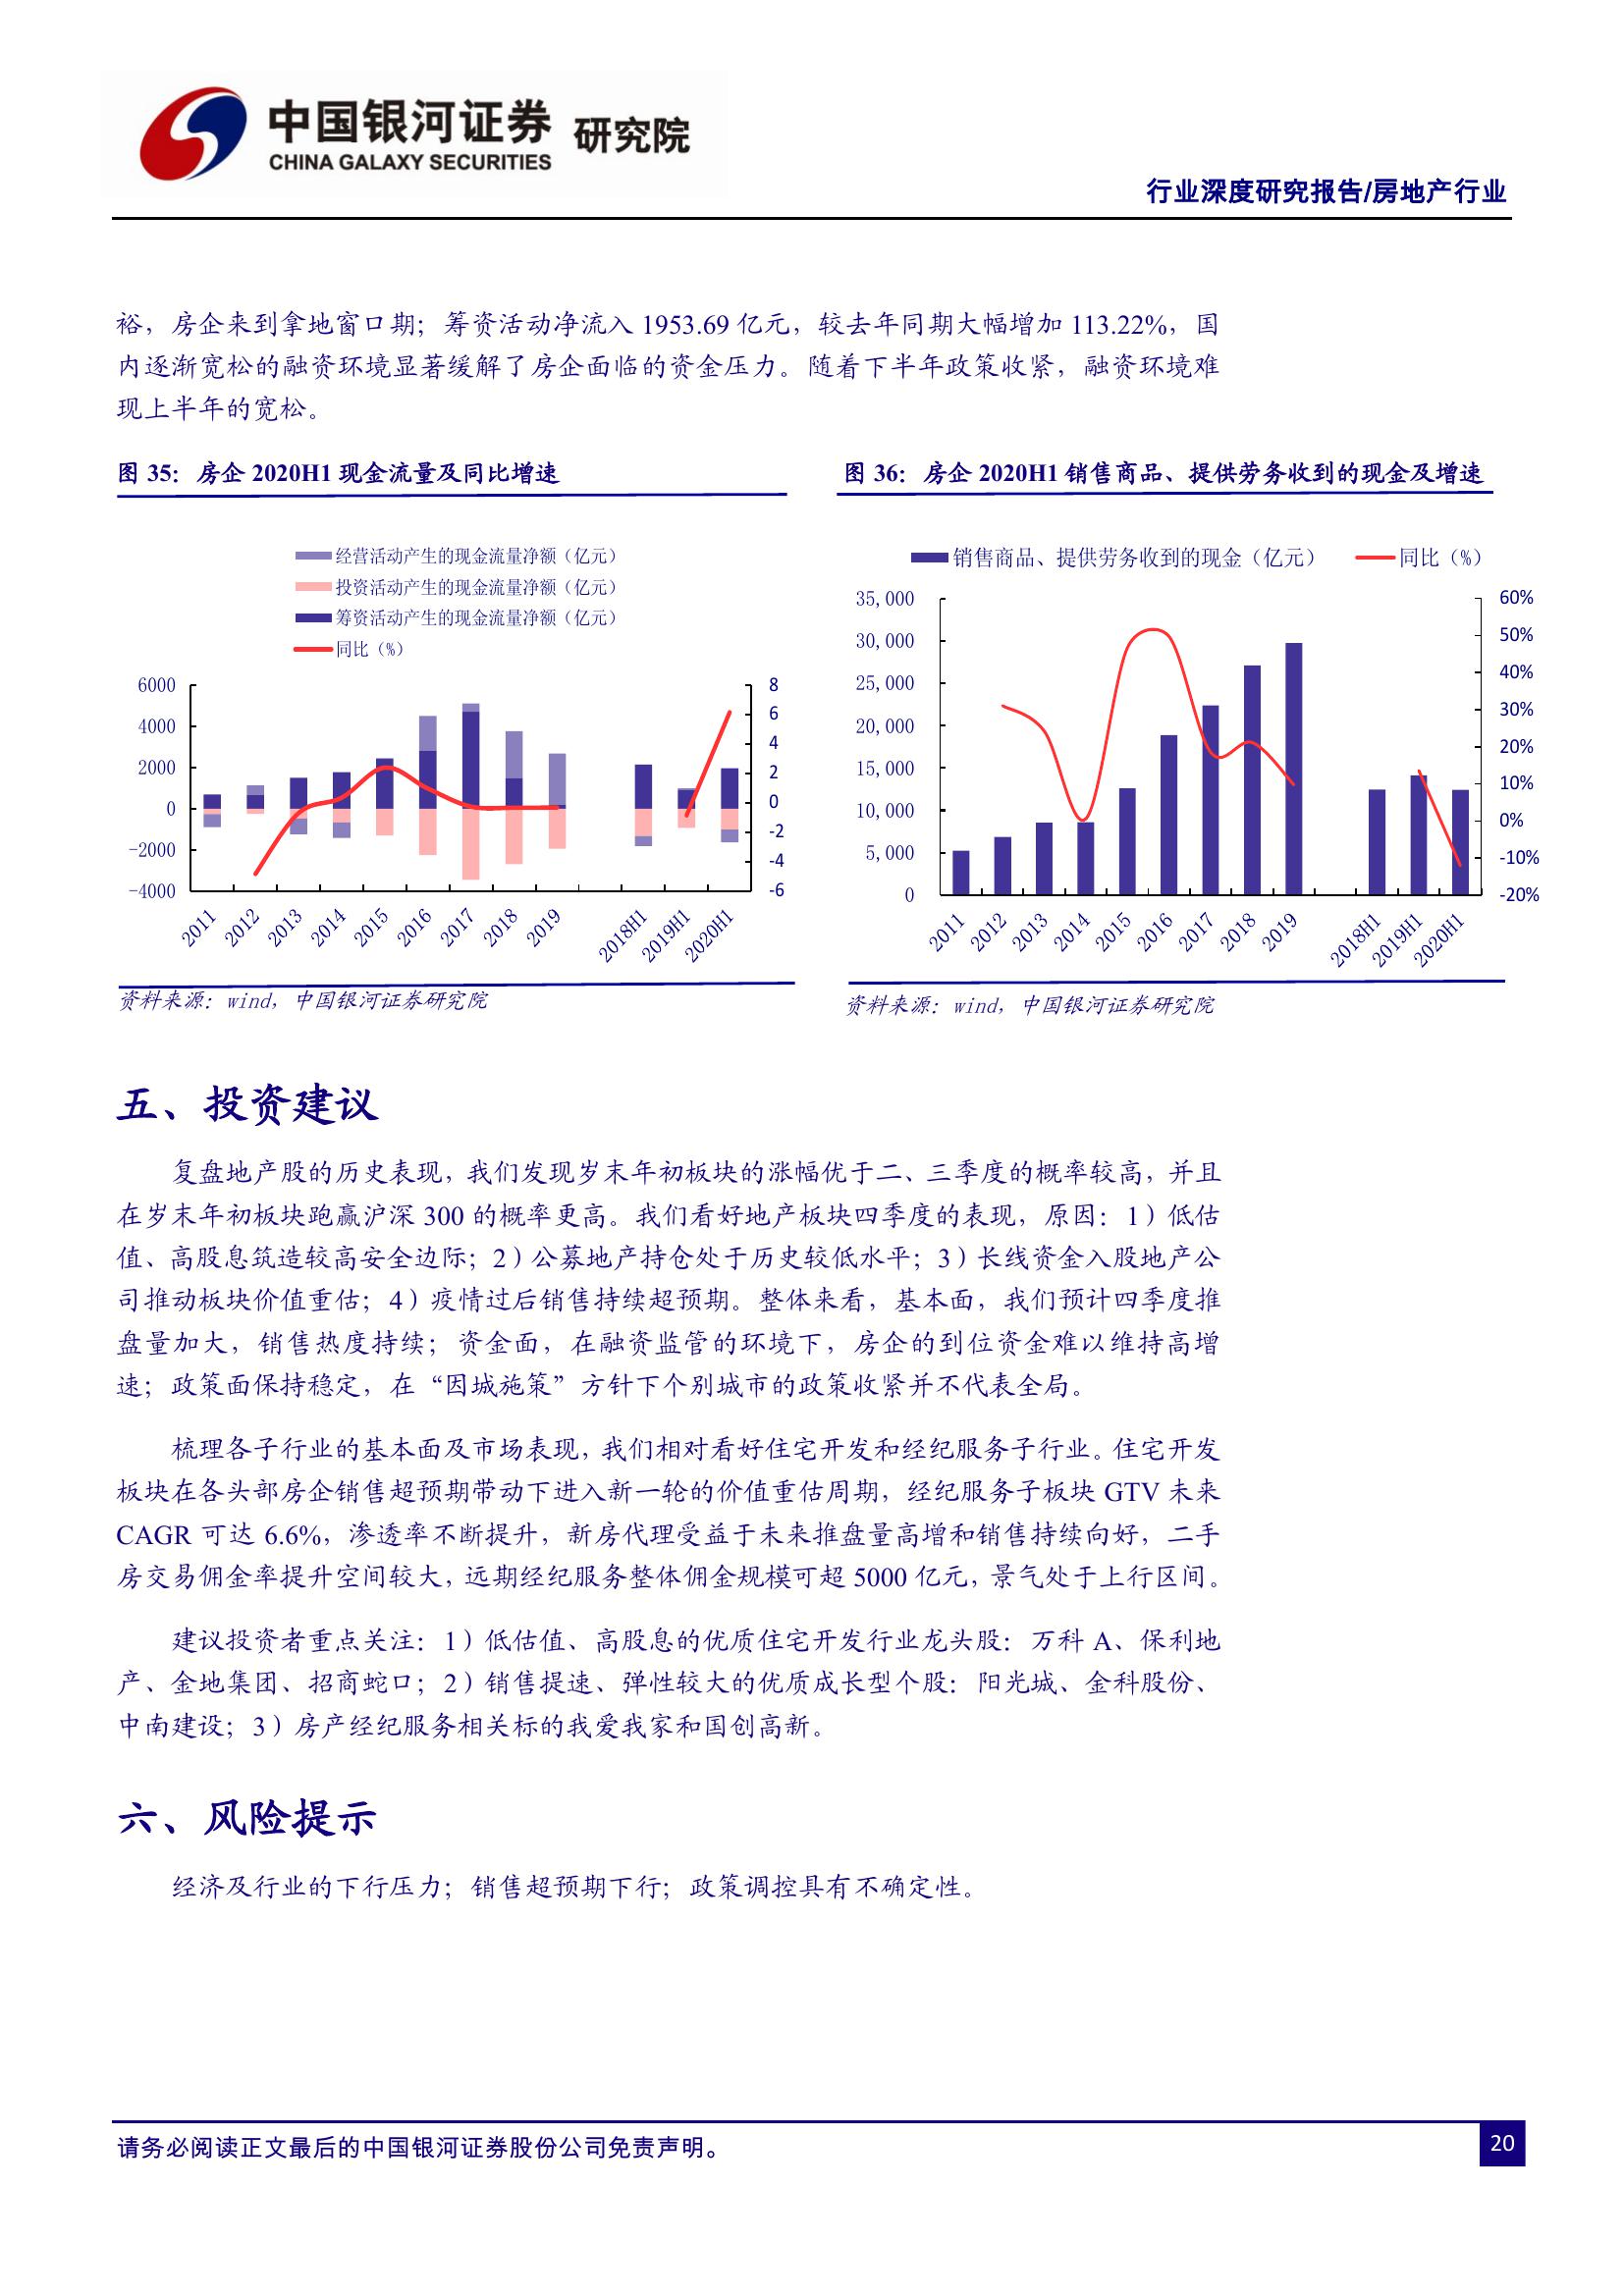 中国银河证券 研究院
CHINA GALAXY SECURITIES
行业深度研究报告/房地产行业
裕，房企来到拿地窗口期；筹资活动净流入 1953.69 亿元，较去年同期大幅增加 113.22%，国
内逐渐宽松的融资环境显著缓解了房企面临的资金压力。随着下半年政策收紧，融资环境难
现上半年的宽松。
图 35：房企 2020H1 现金流量及同比增速
经营活动产生的现金流量净额（亿元）
投资活动产生的现金流量净额（亿元）
筹资活动产生的现金流量净额（亿元）
同比（%）
6000
4000
2000
0
-2000
-4000
8
6
4
2
0
-2
-4
-6
2011
2012
2013
2014
2015
2016
2017
2018
2019
2018H1
2019H1
2020H1
资料来源：wind，中国银河证券研究院
图 36：房企 2020H1 销售商品、提供劳务收到的现金及增速
销售商品、提供劳务收到的现金（亿元） 同比（%）
35,000
30,000
25,000
20,000
15,000
10,000
5,000
0
60%
50%
40%
30%
20%
10%
0%
-10%
-20%
2011
2012
2013
2014
2015
2016
2017
2018
2019
2018H1
2019H1
2020H1
资料来源：wind，中国银河证券研究院
五、投资建议
复盘地产股的历史表现，我们发现岁末年初板块的涨幅优于二、三季度的概率较高，并且
在岁末年初板块跑赢沪深 300 的概率更高。我们看好地产板块四季度的表现，原因：1）低估
值、高股息筑造较高安全边际；2）公募地产持仓处于历史较低水平；3）长线资金入股地产公
司推动板块价值重估；4）疫情过后销售持续超预期。整体来看，基本面，我们预计四季度推
盘量加大，销售热度持续；资金面，在融资监管的环境下，房企的到位资金难以维持高增
速；政策面保持稳定，在“因城施策”方针下个别城市的政策收紧并不代表全局。
梳理各子行业的基本面及市场表现，我们相对看好住宅开发和经纪服务子行业。住宅开发
板块在各头部房企销售超预期带动下进入新一轮的价值重估周期，经纪服务子板块 GTV 未来
CAGR 可达 6.6%，渗透率不断提升，新房代理受益于未来推盘量高增和销售持续向好，二手
房交易佣金率提升空间较大，远期经纪服务整体佣金规模可超 5000 亿元，景气处于上行区间。
建议投资者重点关注：1）低估值、高股息的优质住宅开发行业龙头股：万科 A、保利地
产、金地集团、招商蛇口；2）销售提速、弹性较大的优质成长型个股：阳光城、金科股份、
中南建设；3）房产经纪服务相关标的我爱我家和国创高新。
六、风险提示
经济及行业的下行压力；销售超预期下行；政策调控具有不确定性。
请务必阅读正文最后的中国银河证券股份公司免责声明。
20